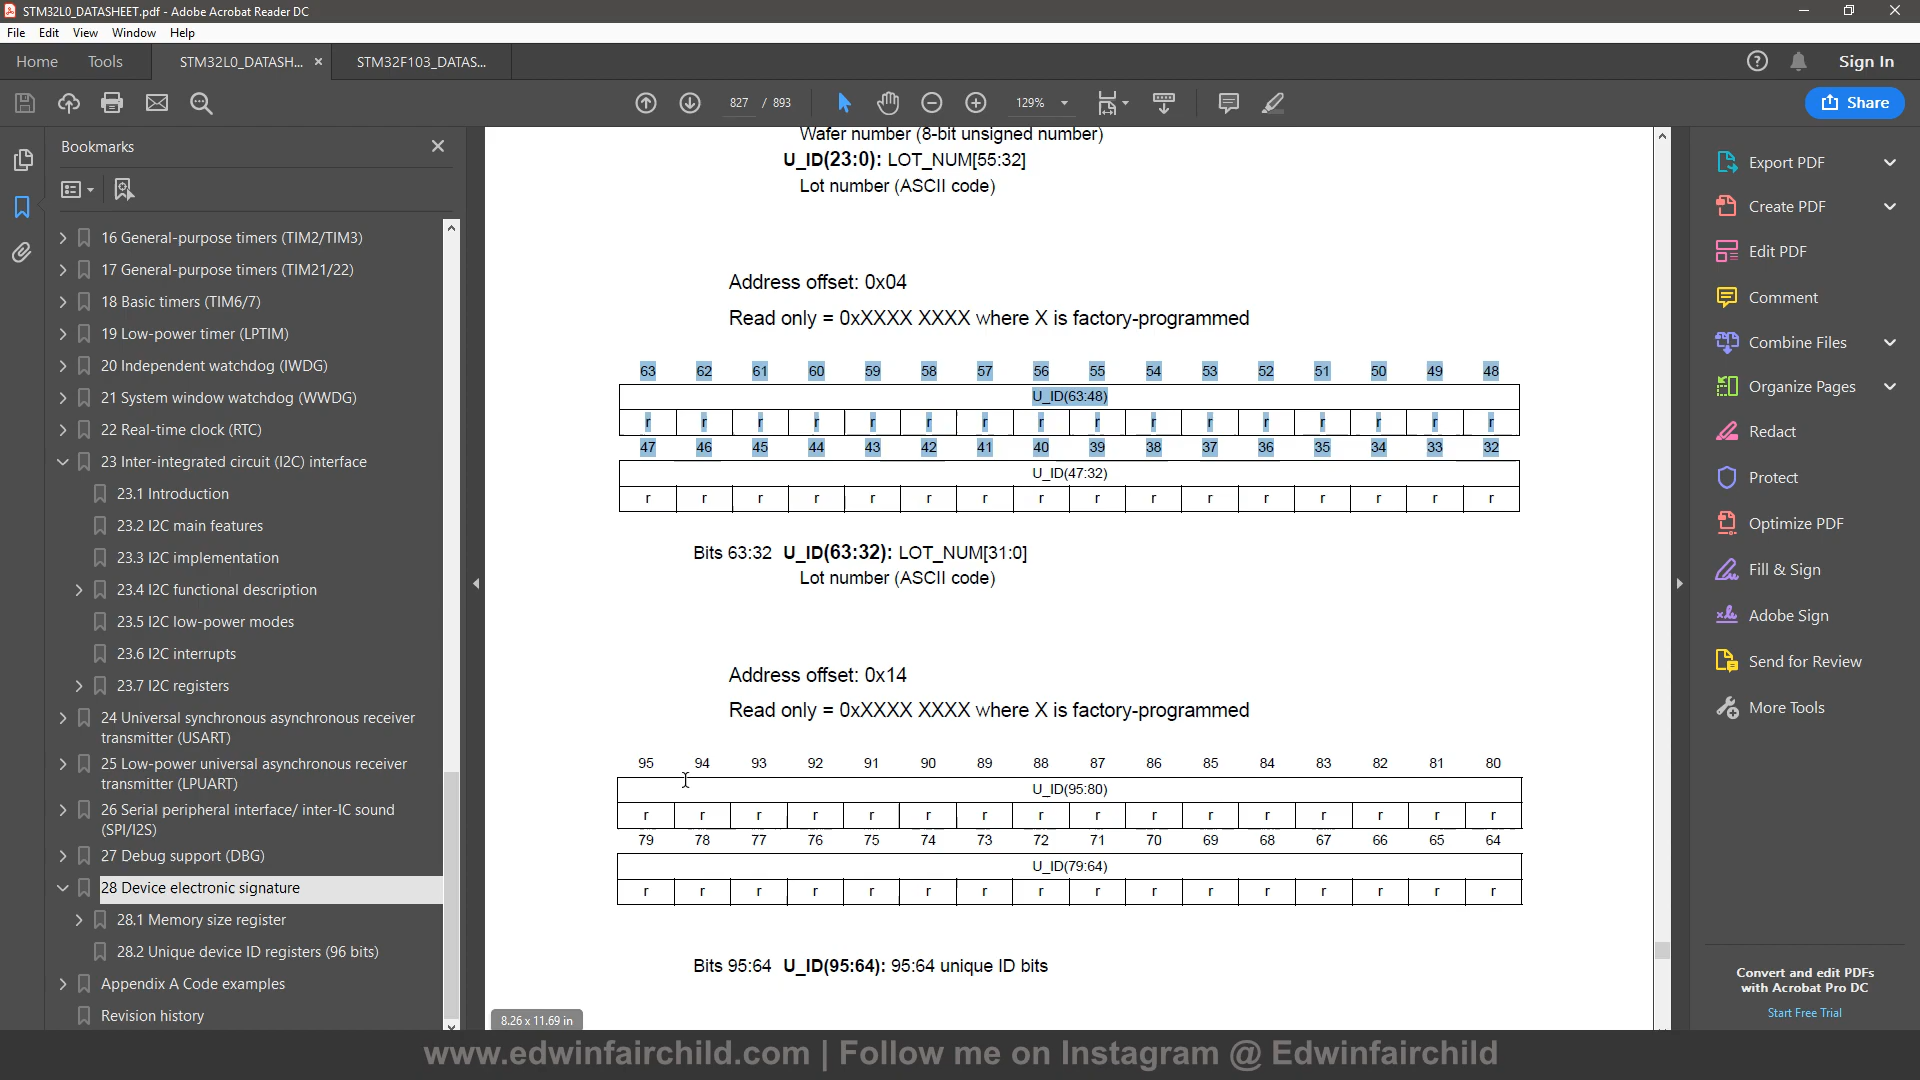 STM32L0_DATASHEET.pdf - Adobe Acrobat Reader DC
File Edit View Window Help
Home Tools STM32L0_DATASH... × STM32F103_DATAS... Sign In
827 / 893 129% Share
Bookmarks
16 General-purpose timers (TIM2/TIM3)
17 General-purpose timers (TIM21/22)
18 Basic timers (TIM6/7)
19 Low-power timer (LPTIM)
20 Independent watchdog (IWDG)
21 System window watchdog (WWDG)
22 Real-time clock (RTC)
23 Inter-integrated circuit (I2C) interface
23.1 Introduction
23.2 I2C main features
23.3 I2C implementation
23.4 I2C functional description
23.5 I2C low-power modes
23.6 I2C interrupts
23.7 I2C registers
24 Universal synchronous asynchronous receiver
transmitter (USART)
25 Low-power universal asynchronous receiver
transmitter (LPUART)
26 Serial peripheral interface/ inter-IC sound
(SPI/I2S)
27 Debug support (DBG)
28 Device electronic signature
28.1 Memory size register
28.2 Unique device ID registers (96 bits)
Appendix A Code examples
Revision history
Wafer number (8-bit unsigned number)
U_ID(23:0): LOT_NUM[55:32]
Lot number (ASCII code)
Address offset: 0x04
Read only = 0xXXXX XXXX where X is factory-programmed
63 62 61 60 59 58 57 56 55 54 53 52 51 50 49 48
U_ID(63:48)
r r r r r r r r r r r r r r r r
47 46 45 44 43 42 41 40 39 38 37 36 35 34 33 32
U_ID(47:32)
r r r r r r r r r r r r r r r r
Bits 63:32 U_ID(63:32): LOT_NUM[31:0]
Lot number (ASCII code)
Address offset: 0x14
Read only = 0xXXXX XXXX where X is factory-programmed
95 94 93 92 91 90 89 88 87 86 85 84 83 82 81 80
U_ID(95:80)
r r r r r r r r r r r r r r r r
79 78 77 76 75 74 73 72 71 70 69 68 67 66 65 64
U_ID(79:64)
r r r r r r r r r r r r r r r r
Bits 95:64 U_ID(95:64): 95:64 unique ID bits
8.26 x 11.69 in
Export PDF
Create PDF
Edit PDF
Comment
Combine Files
Organize Pages
Redact
Protect
Optimize PDF
Fill & Sign
Adobe Sign
Send for Review
More Tools
Convert and edit PDFs
with Acrobat Pro DC
Start Free Trial
www.edwinfairchild.com | Follow me on Instagram @ Edwinfairchild